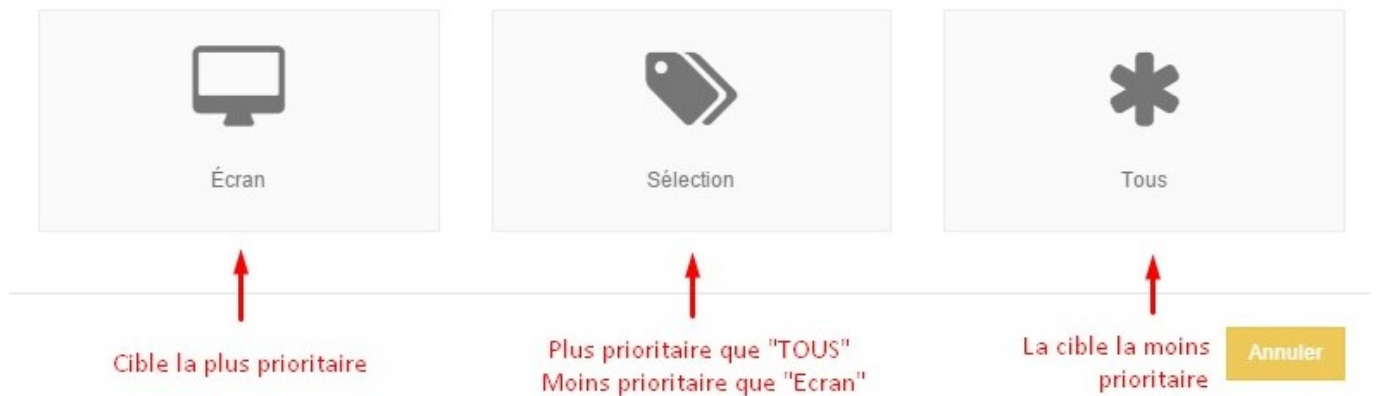 Écran
Sélection
Tous
Cible la plus prioritaire
Plus prioritaire que "TOUS"
Moins prioritaire que "Ecran"
La cible la moins
prioritaire
Annuler